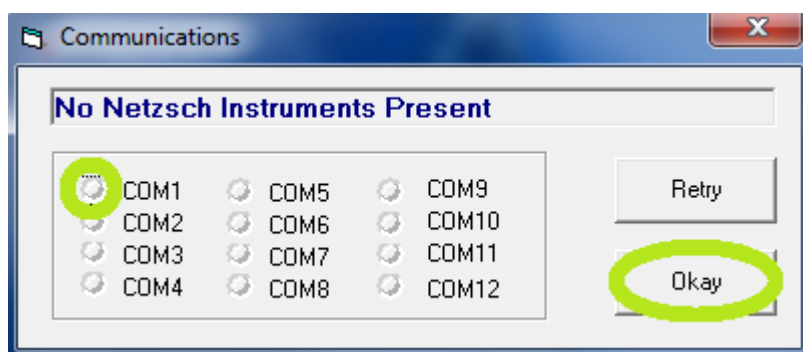 Communications
No Netzsch Instruments Present
COM1 COM5 COM9
COM2 COM6 COM10
COM3 COM7 COM11
COM4 COM8 COM12
Retry
Okay